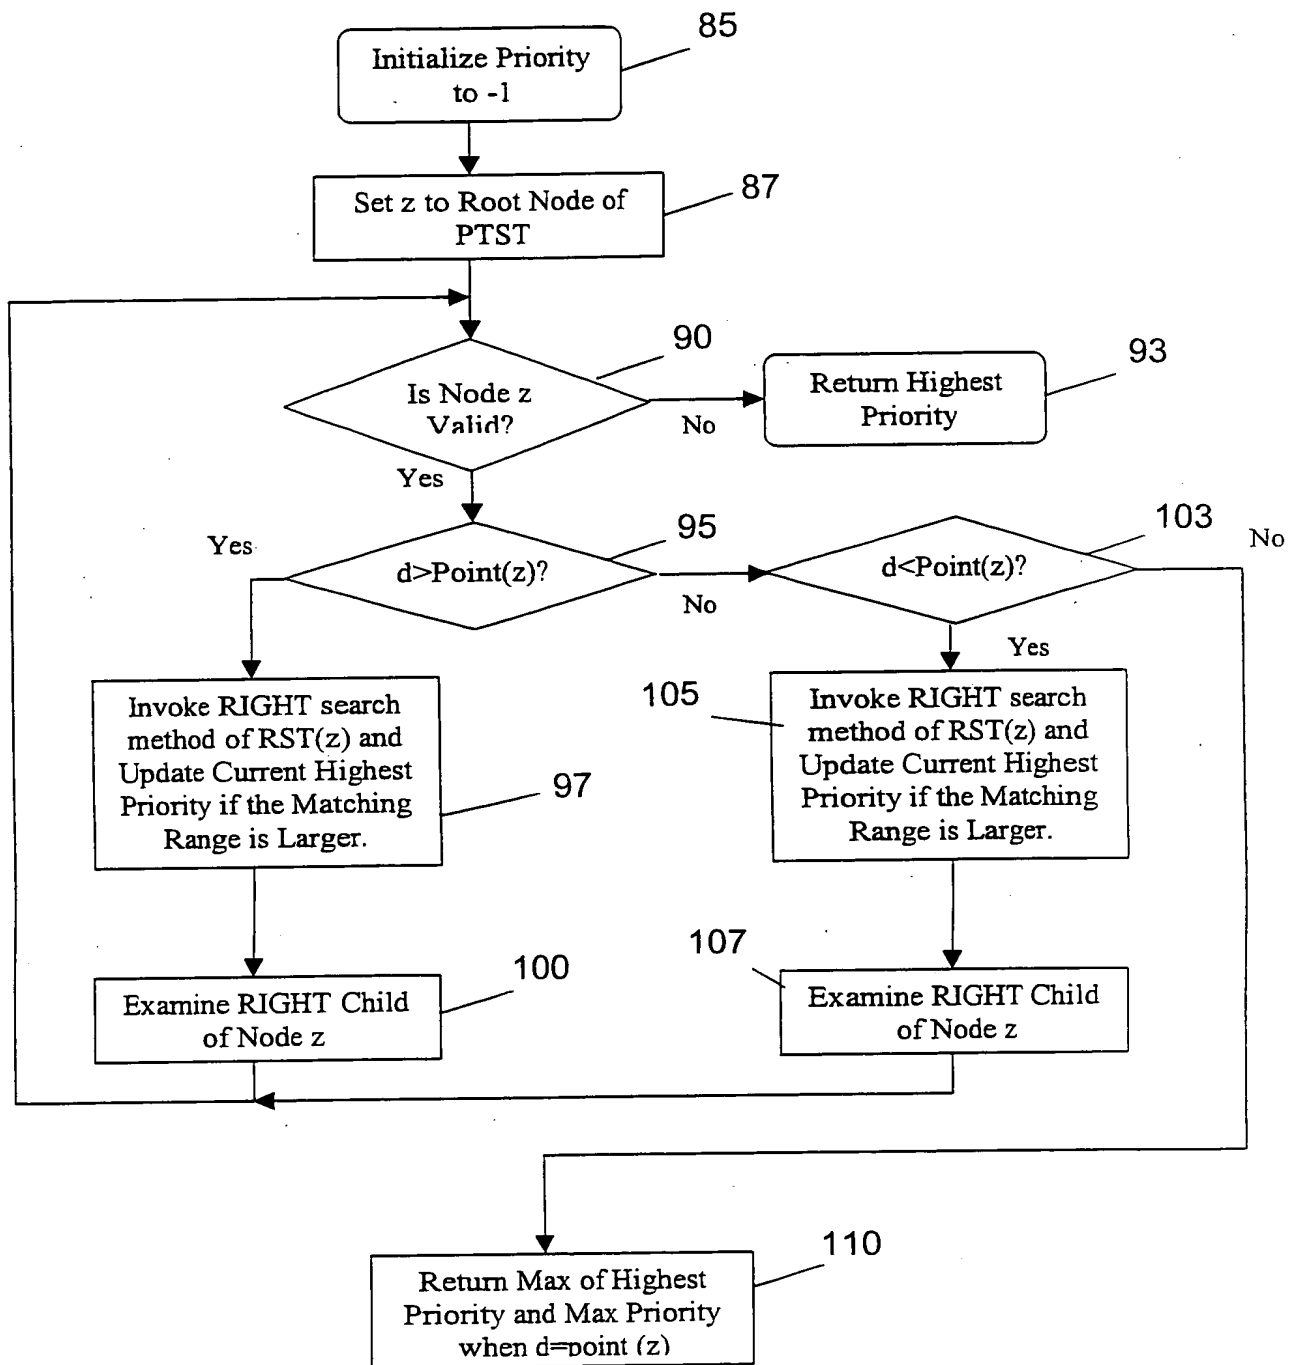 85
Initialize Priority
to -1
87
Set z to Root Node of
PTST
90
93
Is Node z
Valid?
No
Return Highest
Priority
Yes
95
103
Yes
No
d>Point(z)?
No
d<Point(z)?
Yes
Invoke RIGHT search
method of RST(z) and
Update Current Highest
Priority if the Matching
Range is Larger.
97
105
Invoke RIGHT search
method of RST(z) and
Update Current Highest
Priority if the Matching
Range is Larger.
100
Examine RIGHT Child
of Node z
107
Examine RIGHT Child
of Node z
110
Return Max of Highest
Priority and Max Priority
when d=point (z)